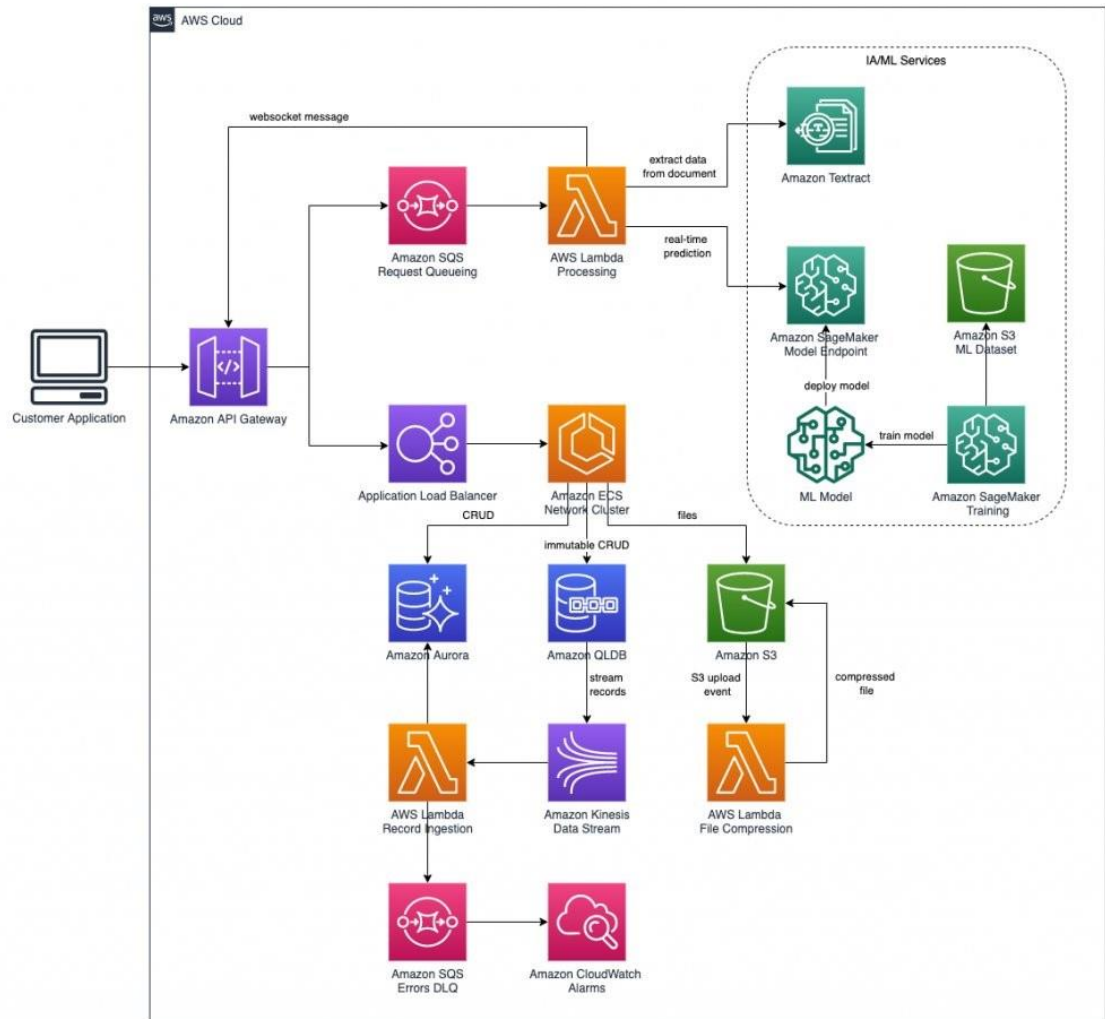 aws
AWS Cloud
IA/ML Services
websocket message
extract data
from document
Amazon Textract
Amazon SQS
Request Queueing
AWS Lambda
Processing
real-time
prediction
Amazon SageMaker
Model Endpoint
Amazon S3
ML Dataset
Customer Application
Amazon API Gateway
deploy model
train model
ML Model
Amazon SageMaker
Training
Application Load Balancer
Amazon ECS
Network Cluster
CRUD
immutable CRUD
files
Amazon Aurora
Amazon QLDB
Amazon S3
stream
records
S3 upload
event
compressed
file
AWS Lambda
Record Ingestion
Amazon Kinesis
Data Stream
AWS Lambda
File Compression
Amazon SQS
Errors DLQ
Amazon CloudWatch
Alarms